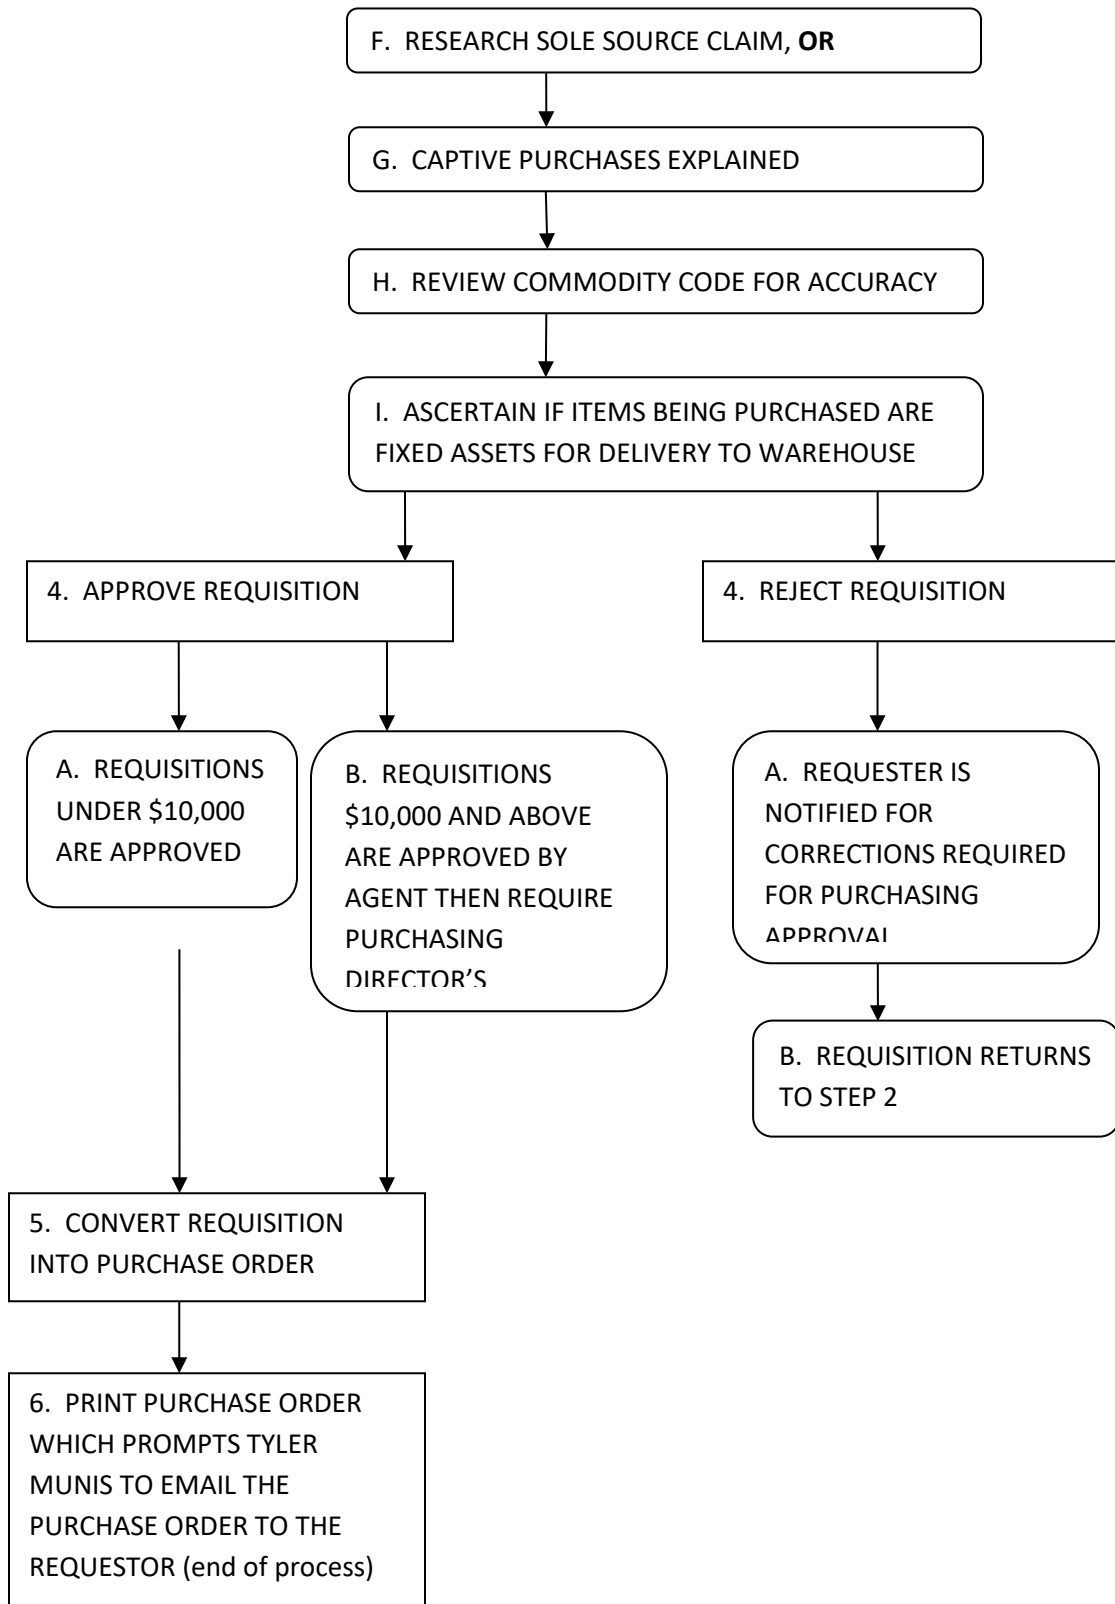 F. RESEARCH SOLE SOURCE CLAIM, OR
G. CAPTIVE PURCHASES EXPLAINED
H. REVIEW COMMODITY CODE FOR ACCURACY
I. ASCERTAIN IF ITEMS BEING PURCHASED ARE
FIXED ASSETS FOR DELIVERY TO WAREHOUSE
4. APPROVE REQUISITION
4. REJECT REQUISITION
A. REQUISITIONS
UNDER $10,000
ARE APPROVED
B. REQUISITIONS
$10,000 AND ABOVE
ARE APPROVED BY
AGENT THEN REQUIRE
PURCHASING
DIRECTOR’S
A. REQUESTER IS
NOTIFIED FOR
CORRECTIONS REQUIRED
FOR PURCHASING
APPROVAL
B. REQUISITION RETURNS
TO STEP 2
5. CONVERT REQUISITION
INTO PURCHASE ORDER
6. PRINT PURCHASE ORDER
WHICH PROMPTS TYLER
MUNIS TO EMAIL THE
PURCHASE ORDER TO THE
REQUESTOR (end of process)